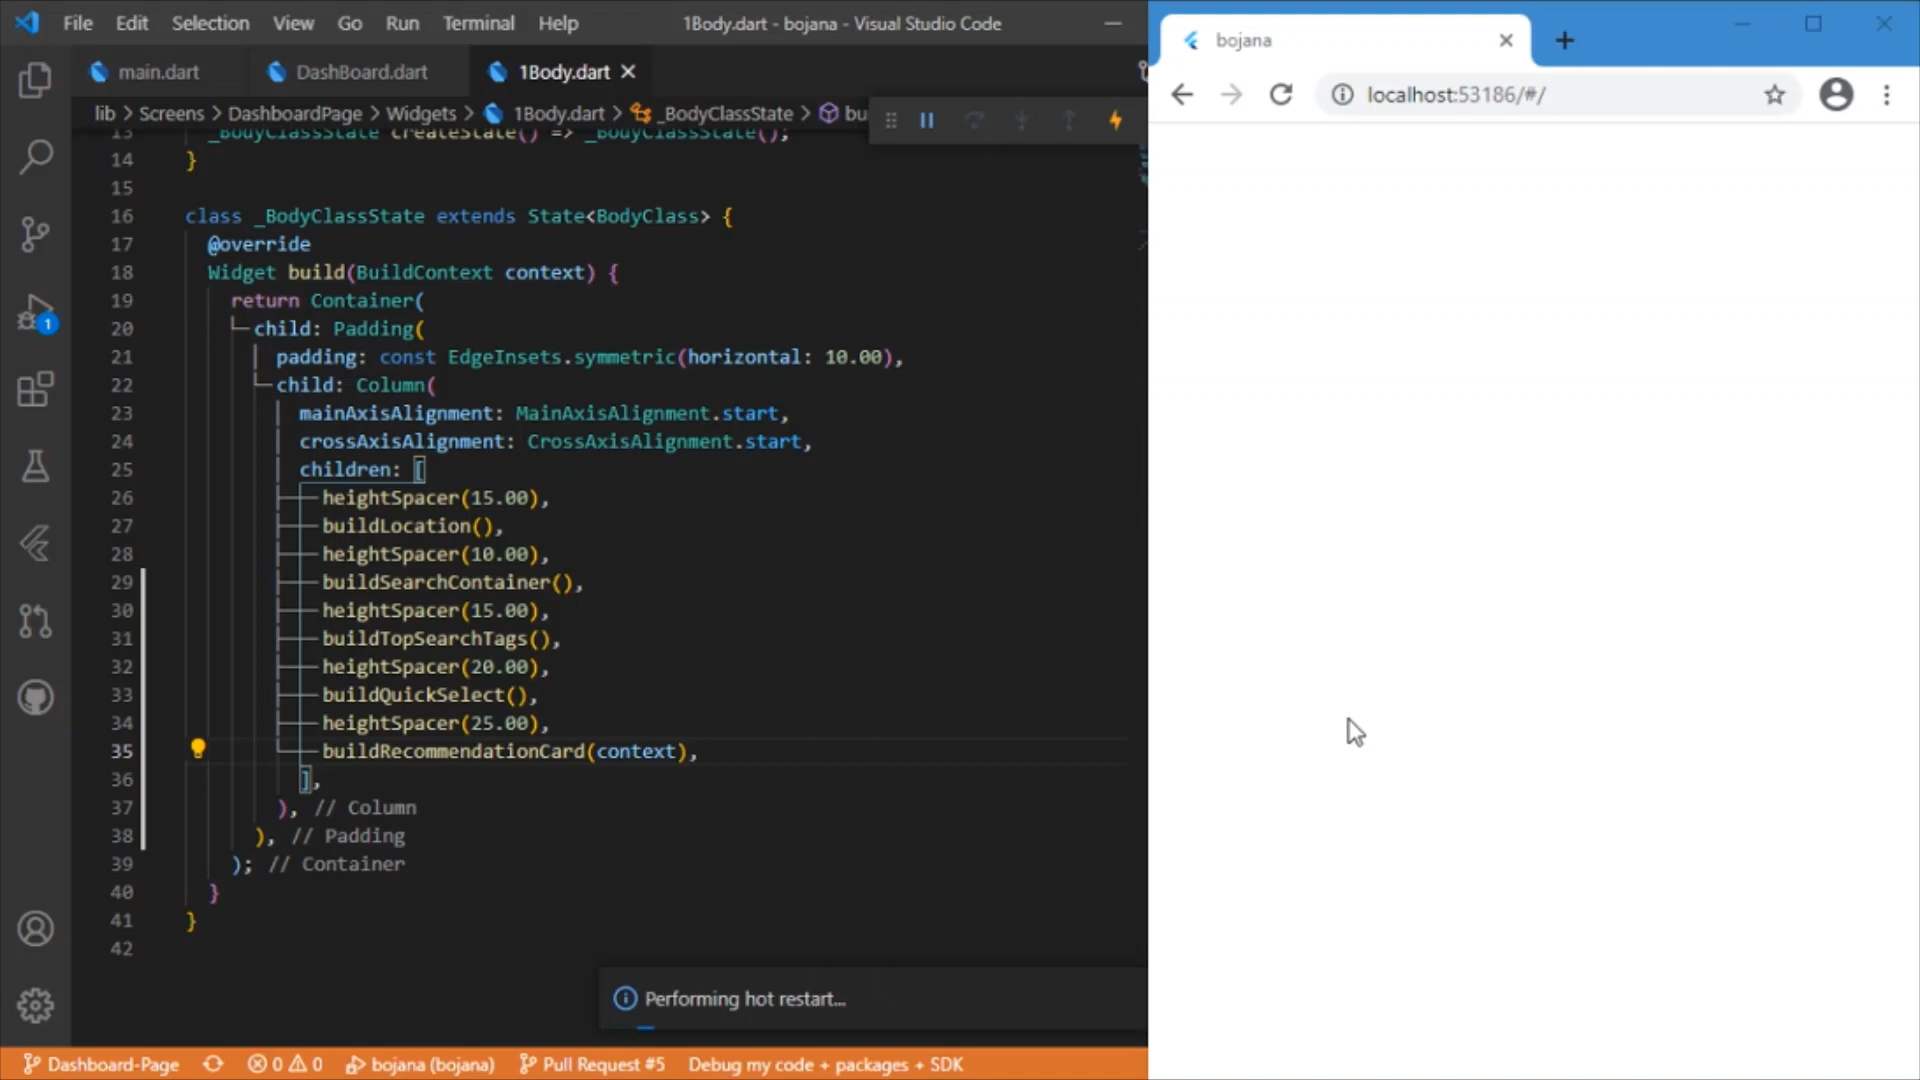 File Edit Selection View Go Run Terminal Help 1Body.dart - bojana - Visual Studio Code
main.dart DashBoard.dart 1Body.dart
lib > Screens > DashboardPage > Widgets > 1Body.dart > _BodyClassState > bu
13 _BodyClassState createState() => _BodyClassState();
14 }
15
16 class _BodyClassState extends State<BodyClass> {
17 @override
18 Widget build(BuildContext context) {
19 return Container(
20 child: Padding(
21 padding: const EdgeInsets.symmetric(horizontal: 10.00),
22 child: Column(
23 mainAxisAlignment: MainAxisAlignment.start,
24 crossAxisAlignment: CrossAxisAlignment.start,
25 children: [
26 heightSpacer(15.00),
27 buildLocation(),
28 heightSpacer(10.00),
29 buildSearchContainer(),
30 heightSpacer(15.00),
31 buildTopSearchTags(),
32 heightSpacer(20.00),
33 buildQuickSelect(),
34 heightSpacer(25.00),
35 buildRecommendationCard(context),
36 ],
37 ), // Column
38 ), // Padding
39 ); // Container
40 }
41 }
42
1
Performing hot restart...
Dashboard-Page 0 0 bojana (bojana) Pull Request #5 Debug my code + packages + SDK
bojana
localhost:53186/#/